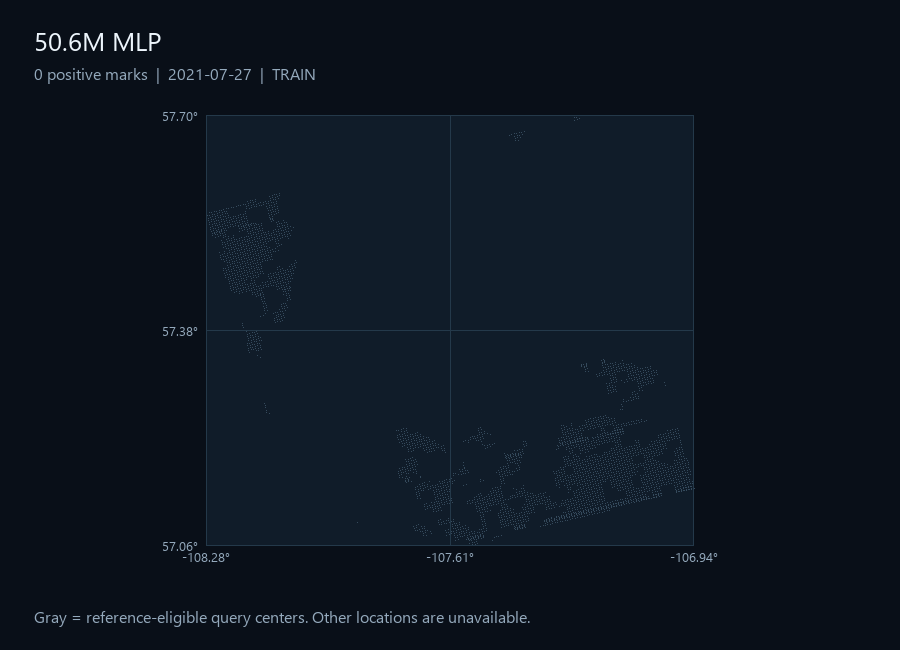 50.6M MLP
0 positive marks | 2021-07-27 | TRAIN
57.70°
57.38°
57.06°
-108.28°
-107.61°
-106.94°
Gray = reference-eligible query centers. Other locations are unavailable.